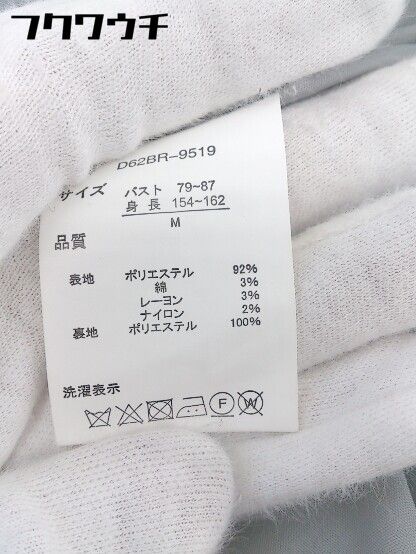 フクワウチ
D62BR-9519
サイズ バスト 79~87
身長 154~162
M
品質
表地 ポリエステル 92%
綿 3%
レーヨン 3%
ナイロン 2%
裏地 ポリエステル 100%
洗濯表示
F W